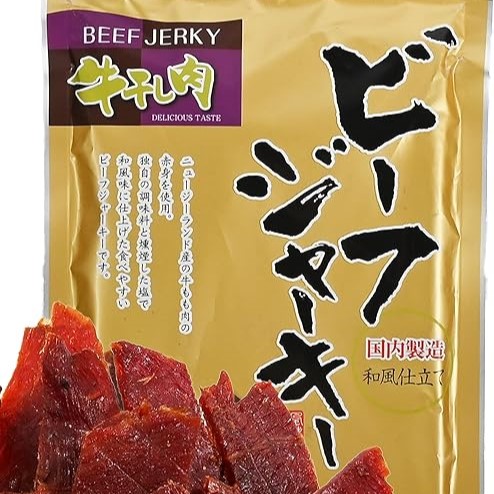 BEEF JERKY
牛干し肉
DELICIOUS TASTE
ビーフ
ジャーキー
ニュージーランド産の牛もも肉の
赤身を使用。
独自の調味料と燻煙した塩で
和風味に仕上げた食べやすい
ビーフジャーキーです。
国内製造
和風仕立て